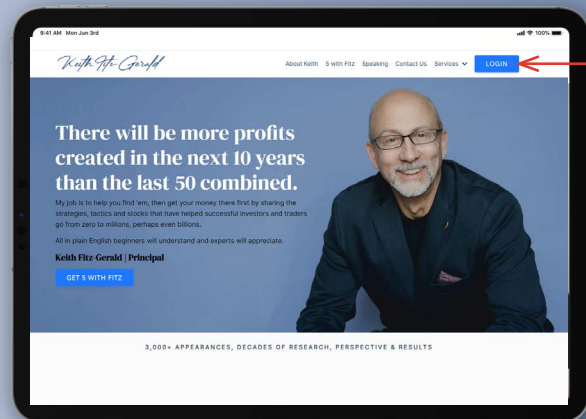 9:41 AM Mon Jun 3rd
100%
Keith Fitz-Gerald
About Keith 5 with Fitz Speaking Contact Us Services LOGIN
There will be more profits
created in the next 10 years
than the last 50 combined.
My job is to help you find 'em, then get your money there first by sharing the
strategies, tactics and stocks that have helped successful investors and traders
go from zero to millions, perhaps even billions.
All in plain English beginners will understand and experts will appreciate.
Keith Fitz-Gerald | Principal
GET 5 WITH FITZ
3,000+ APPEARANCES, DECADES OF RESEARCH, PERSPECTIVE & RESULTS